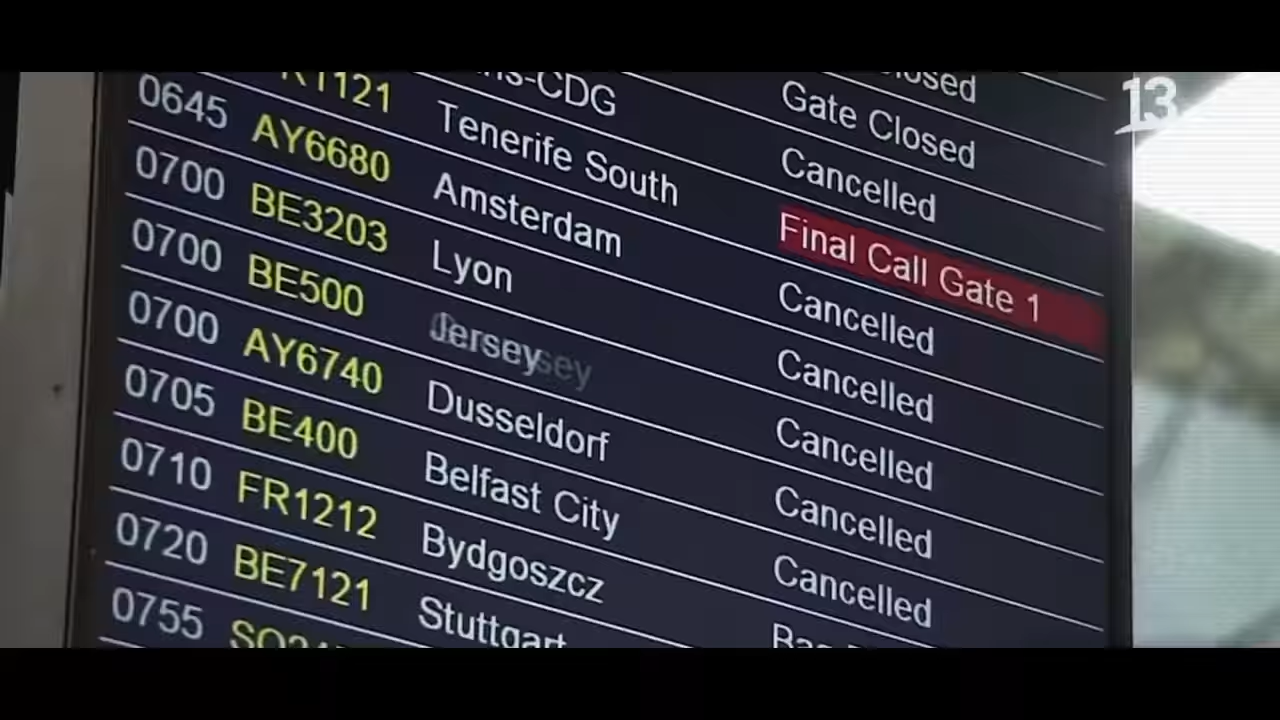 Gate Closed
Cancelled
1121 Tenerife South Final Call Gate 1
0645 AY6680 Amsterdam Cancelled
0700 BE3203 Lyon Cancelled
0700 BE500 Jersey Cancelled
0700 AY6740 Dusseldorf Cancelled
0705 BE400 Belfast City Cancelled
0710 FR1212 Bydgoszcz
0720 BE7121 Stuttgart
0755
13